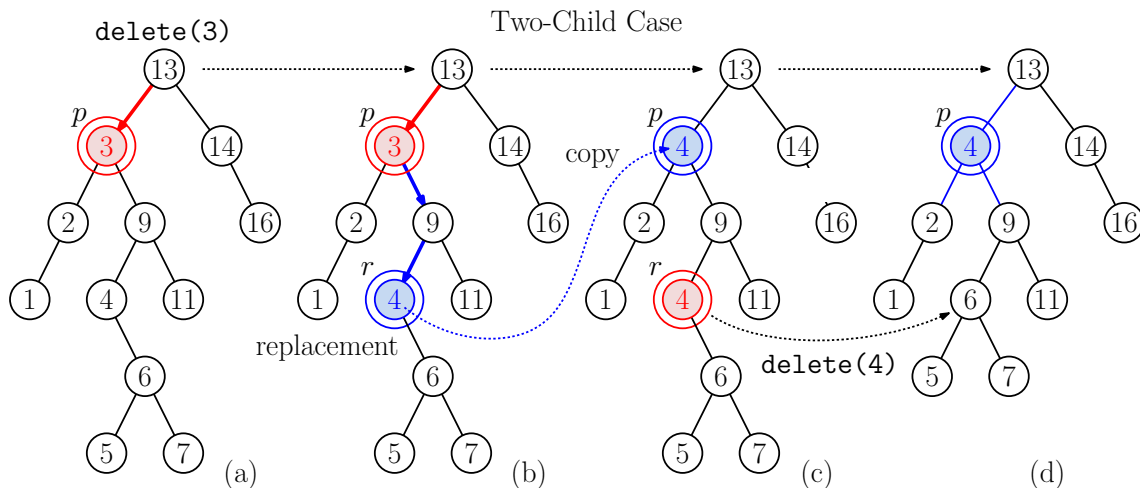 Two-Child Case
delete(3)
13 13 13 13
p p p p
3 14 3 14 4 14 4 14
copy
2 9 16 2 9 16 2 9 16 2 9 16
r r
1 4 11 1 4 11 1 4 11 1 6 11
replacement
delete(4)
6 6 6 5 7
5 7 5 7 5 7
(a) (b) (c) (d)